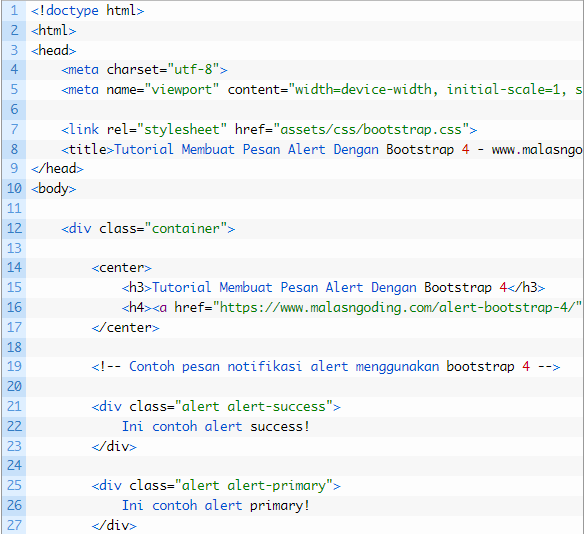 1 <!doctype html>
2 <html>
3 <head>
4 <meta charset="utf-8">
5 <meta name="viewport" content="width=device-width, initial-scale=1, s
6
7 <link rel="stylesheet" href="assets/css/bootstrap.css">
8 <title>Tutorial Membuat Pesan Alert Dengan Bootstrap 4 - www.malasngo
9 </head>
10 <body>
11
12 <div class="container">
13
14 <center>
15 <h3>Tutorial Membuat Pesan Alert Dengan Bootstrap 4</h3>
16 <h4><a href="https://www.malasngoding.com/alert-bootstrap-4/"
17 </center>
18
19 <!-- Contoh pesan notifikasi alert menggunakan bootstrap 4 -->
20
21 <div class="alert alert-success">
22 Ini contoh alert success!
23 </div>
24
25 <div class="alert alert-primary">
26 Ini contoh alert primary!
27 </div>